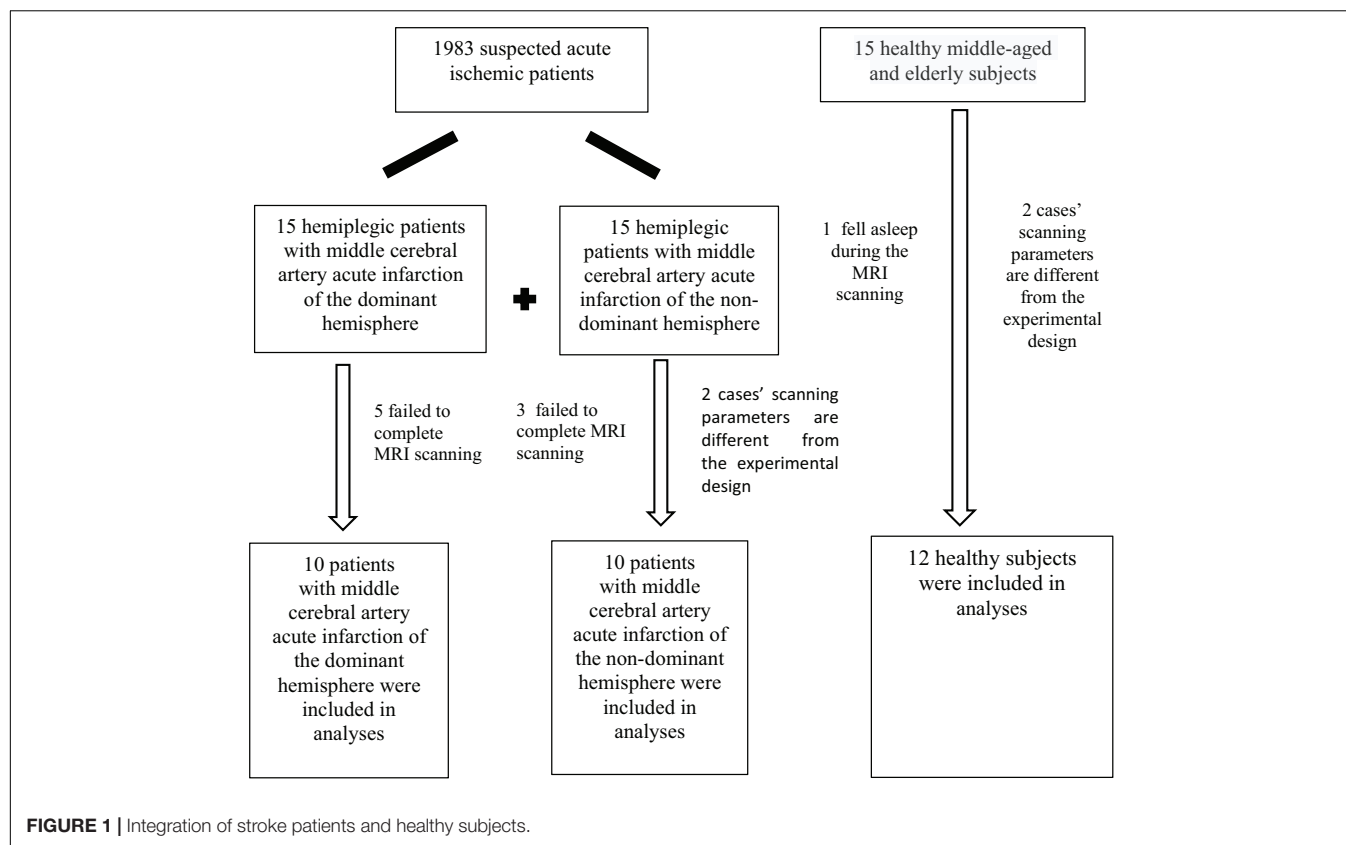 1983 suspected acute
ischemic patients
15 healthy middle-aged
and elderly subjects
15 hemiplegic patients
with middle cerebral
artery acute infarction
of the dominant
hemisphere
15 hemiplegic
patients with middle
cerebral artery acute
infarction of the non-
dominant hemisphere
1 fell asleep
during the
MRI
scanning
2 cases’
scanning
parameters
are different
from the
experimental
design
5 failed to
complete
MRI scanning
3 failed to
complete MRI
scanning
2 cases’ scanning
parameters are
different from
the experimental
design
10 patients
with middle
cerebral artery
acute infarction of
the dominant
hemisphere were
included in
analyses
10 patients
with middle
cerebral artery
acute infarction of
the non-dominant
hemisphere were
included in
analyses
12 healthy subjects
were included in
analyses
FIGURE 1 | Integration of stroke patients and healthy subjects.